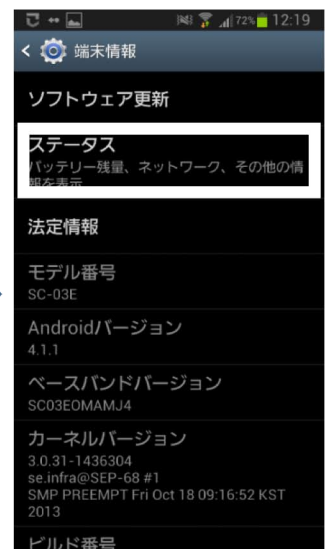 72% 12:19
端末情報
ソフトウェア更新
ステータス
バッテリー残量、ネットワーク、その他の情
報を表示
法定情報
モデル番号
SC-03E
Androidバージョン
4.1.1
ベースバンドバージョン
SC03EOMAMJ4
カーネルバージョン
3.0.31-1436304
se.infra@SEP-68 #1
SMP PREEMPT Fri Oct 18 09:16:52 KST
2013
ビルド番号